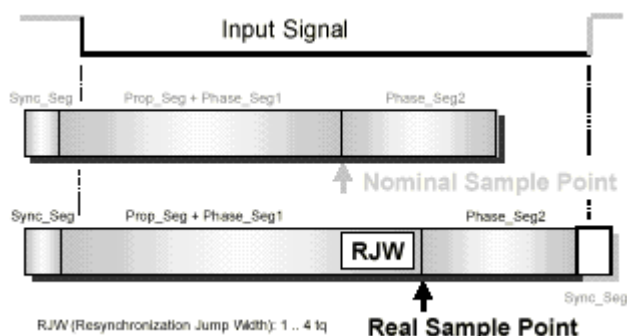 Input Signal
Sync_Seg Prop_Seg + Phase_Seg1 Phase_Seg2
Nominal Sample Point
Sync_Seg Prop_Seg + Phase_Seg1 Phase_Seg2
RJW
Sync_Seg
RJW (Resynchronization Jump Width): 1 .. 4 tq Real Sample Point